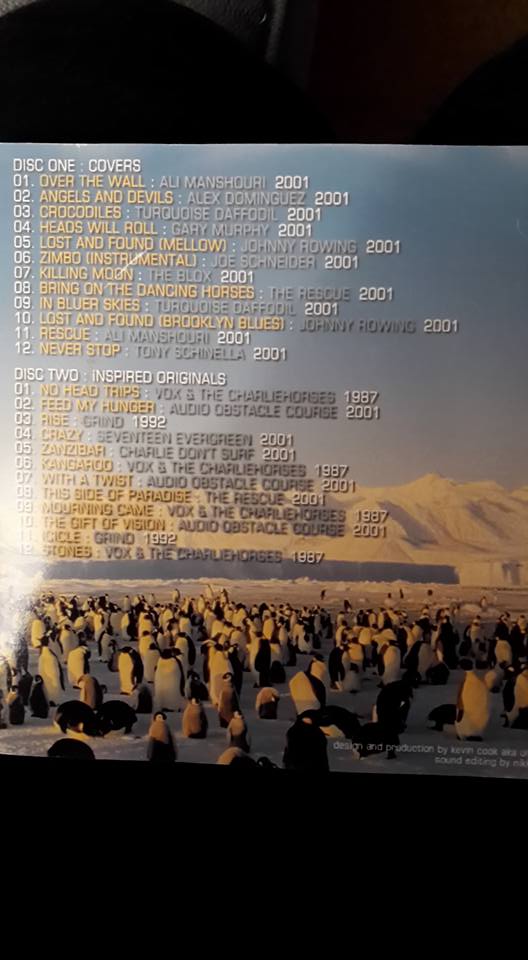 DISC ONE : COVERS
01. OVER THE WALL : ALI MANSHOURI 2001
02. ANGELS AND DEVILS : ALEX DOMINGUEZ 2001
03. CROCODILES : TURQUOISE DAFFODIL 2001
04. HEADS WILL ROLL : GARY MURPHY 2001
05. LOST AND FOUND (MELLOW) : JOHNNY ROWING 2001
06. ZIMBO (INSTRUMENTAL) : JOE SCHNEIDER 2001
07. KILLING MOON : THE BLOX 2001
08. BRING ON THE DANCING HORSES : THE RESCUE 2001
09. IN BLUER SKIES : TURQUOISE DAFFODIL 2001
10. LOST AND FOUND (BROOKLYN BLUES) : JOHNNY ROWING 2001
11. RESCUE : ALI MANSHOURI 2001
12. NEVER STOP : TONY SCHINELLA 2001
DISC TWO : INSPIRED ORIGINALS
01. NO HEAD TRIPS : VOX & THE CHARLIEHORSES 1987
02. FEED MY HUNGER : AUDIO OBSTACLE COURSE 2001
03. RISE : GRIND 1992
04. CRAZY : SEVENTEEN EVERGREEN 2001
05. ZANZIBAR : CHARLIE DON'T SURF 2001
06. KANGAROO : VOX & THE CHARLIEHORSES 1987
07. WITH A TWIST : AUDIO OBSTACLE COURSE 2001
08. THIS SIDE OF PARADISE : THE RESCUE 2001
09. MOURNING CAME : VOX & THE CHARLIEHORSES 1987
10. THE GIFT OF VISION : AUDIO OBSTACLE COURSE 2001
11. ICICLE : GRIND 1992
12. STONES : VOX & THE CHARLIEHORSES 1987
design and production by kevin cook aka
sound editing by